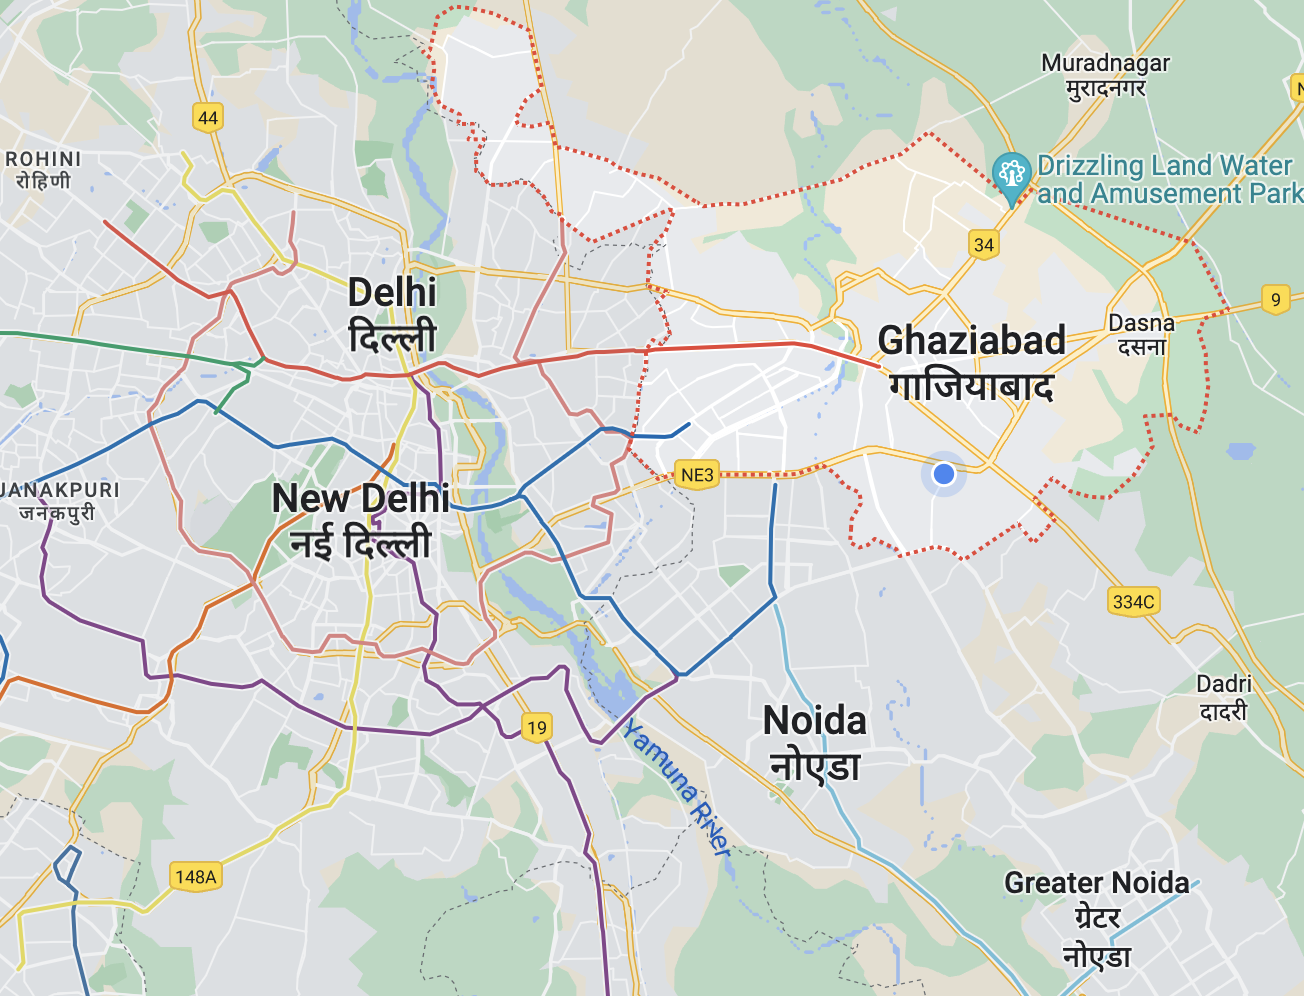 Muradnagar
मुरादनगर
N
44
ROHINI
रोहिणी
Drizzling Land Water
and Amusement Park
34
9
Delhi
दिल्ली
Dasna
दसना
Ghaziabad
गाजियाबाद
NE3
JANAKPURI
जनकपुरी
New Delhi
नई दिल्ली
334C
Dadri
दादरी
19
Noida
नोएडा
Yamuna River
148A
Greater Noida
ग्रेटर
नोएडा